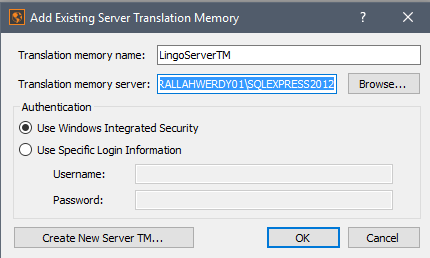 Add Existing Server Translation Memory
Translation memory name: LingoServerTM
Translation memory server: RALLAHWERDY01\SQLEXPRESS2012 Browse...
Authentication
Use Windows Integrated Security
Use Specific Login Information
Username:
Password:
Create New Server TM... OK Cancel